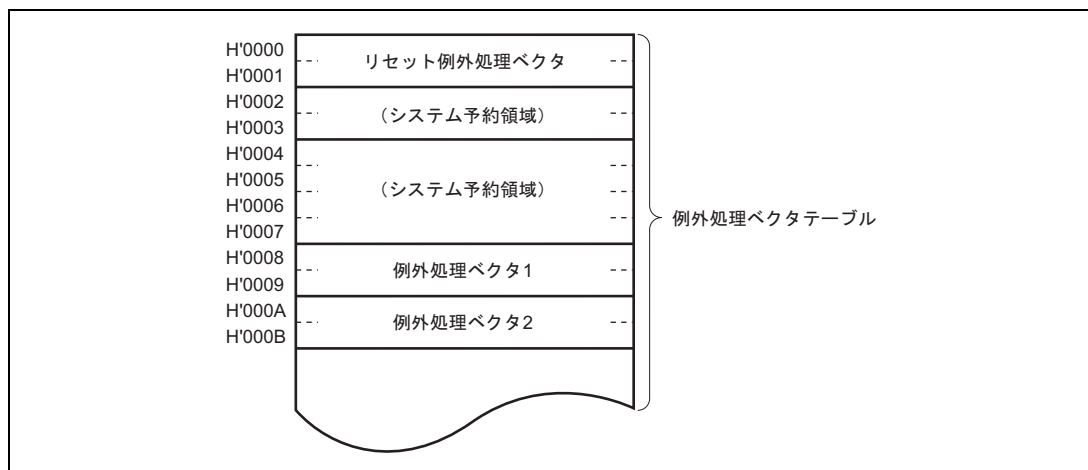 H'0000
リセット例外処理ベクタ
H'0001
H'0002
（システム予約領域）
H'0003
H'0004
H'0005
（システム予約領域）
H'0006
例外処理ベクタテーブル
H'0007
H'0008
例外処理ベクタ1
H'0009
H'000A
例外処理ベクタ2
H'000B